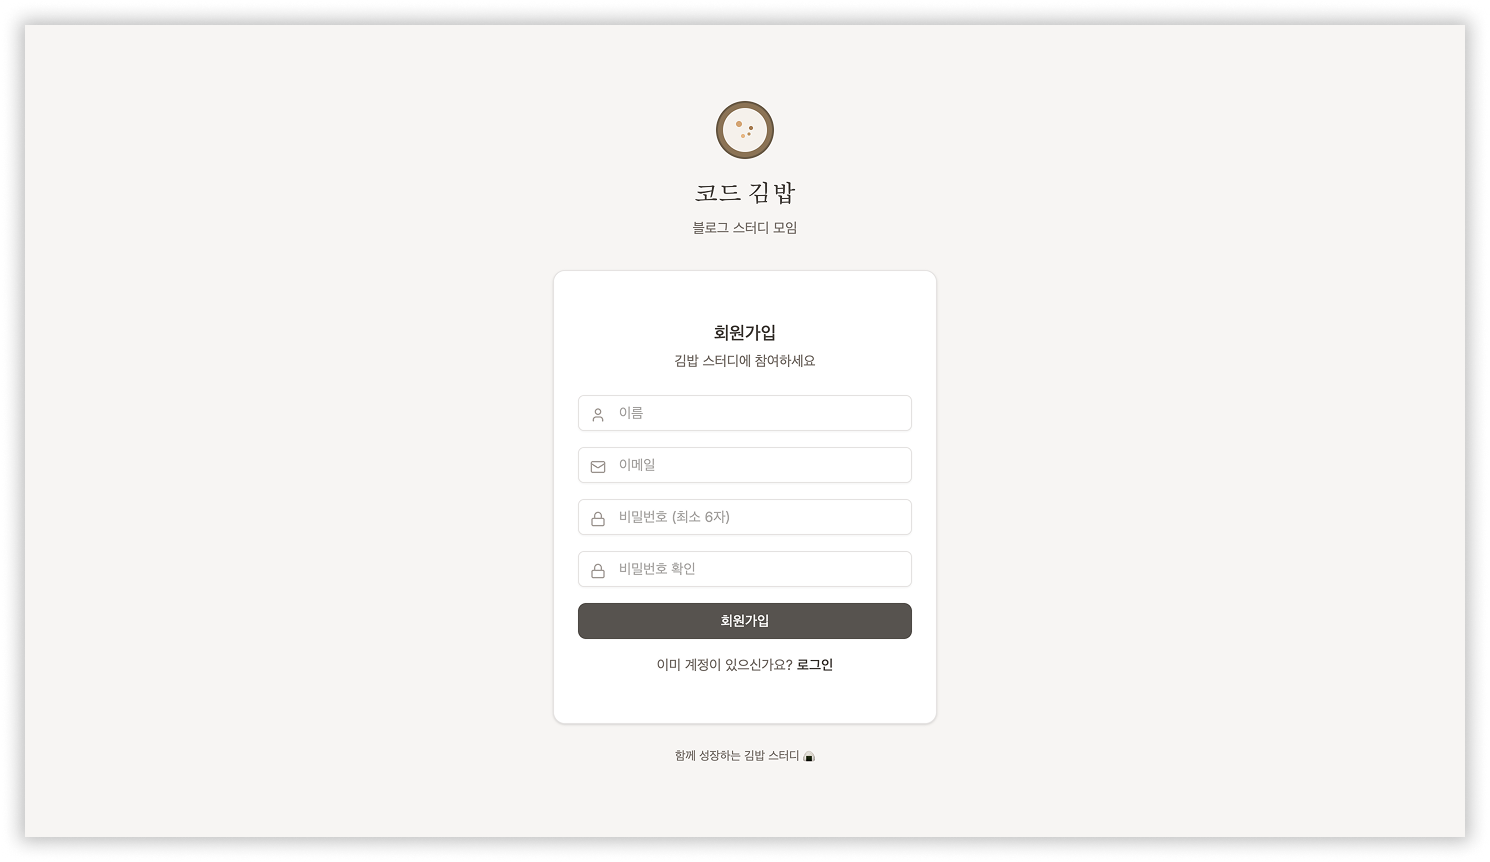 코드 김밥
블로그 스터디 모임
회원가입
김밥 스터디에 참여하세요
이름
이메일
비밀번호 (최소 6자)
비밀번호 확인
회원가입
이미 계정이 있으신가요? 로그인
함께 성장하는 김밥 스터디 🍙